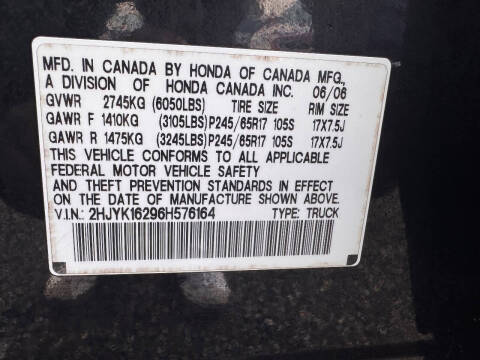 MFD. IN CANADA BY HONDA OF CANADA MFG.,
A DIVISION OF HONDA CANADA INC. 06/06
GVWR 2745KG (6050LBS) TIRE SIZE RIM SIZE
GAWR F 1410KG (3105LBS)P245/65R17 105S 17X7.5J
GAWR R 1475KG (3245LBS)P245/65R17 105S 17X7.5J
THIS VEHICLE CONFORMS TO ALL APPLICABLE
FEDERAL MOTOR VEHICLE SAFETY
AND THEFT PREVENTION STANDARDS IN EFFECT
ON THE DATE OF MANUFACTURE SHOWN ABOVE.
V.I.N.: 2HJYK16296H576164 TYPE: TRUCK